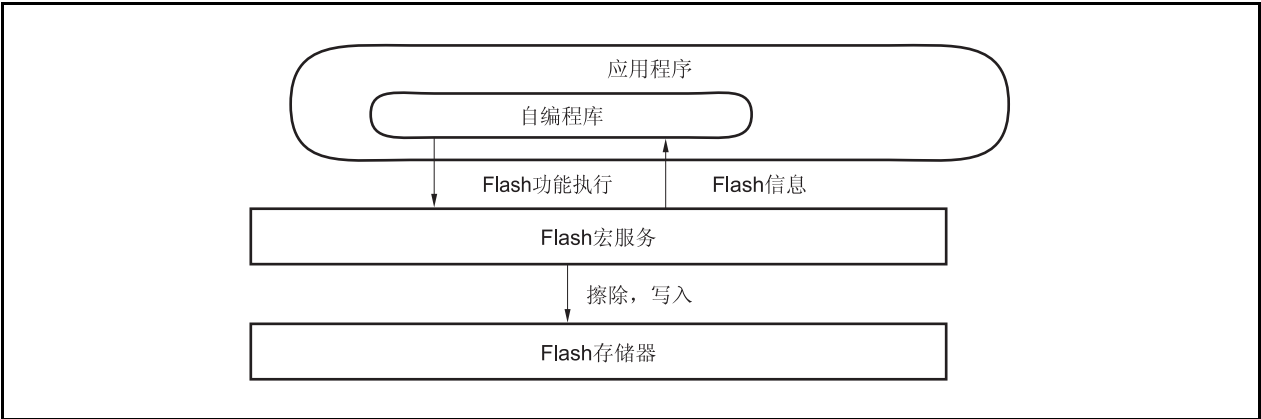 应用程序
自编程库
Flash功能执行
Flash信息
Flash宏服务
擦除，写入
Flash存储器